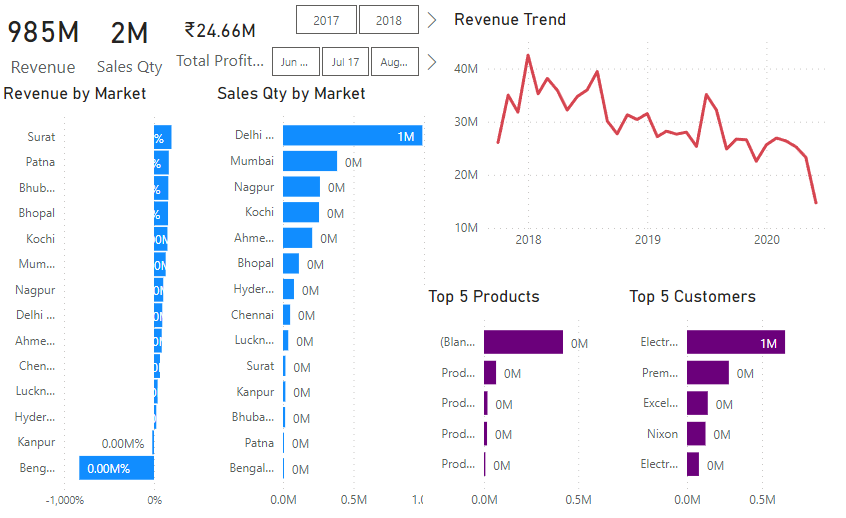 985M
Revenue
2M
Sales Qty
₹24.66M
Total Profit...
2017
2018
Jun ...
Jul 17
Aug...
Revenue by Market
Surat
%
Patna
%
Bhub...
%
Bhopal
%
Kochi
00M
Mum...
0M
Nagpur
M
Delhi ...
M
Ahme...
0M
Chen...
0
Luckn...
Hyder...
Kanpur
0.00M%
Beng...
0.00M%
-1,000%
0%
Sales Qty by Market
Delhi ...
1M
Mumbai
0M
Nagpur
0M
Kochi
0M
Ahme...
0M
Bhopal
0M
Hyder...
0M
Chennai
0M
Luckn...
0M
Surat
0M
Kanpur
0M
Bhuba...
0M
Patna
0M
Bengal...
0M
0.0M
0.5M
1.0
Revenue Trend
40M
30M
20M
10M
2018
2019
2020
Top 5 Products
(Blan...
0M
Prod...
0M
Prod...
0M
Prod...
0M
Prod...
0M
0.0M
0.5M
Top 5 Customers
Electr...
1M
Prem...
0M
Excel...
0M
Nixon
0M
Electr...
0M
0.0M
0.5M